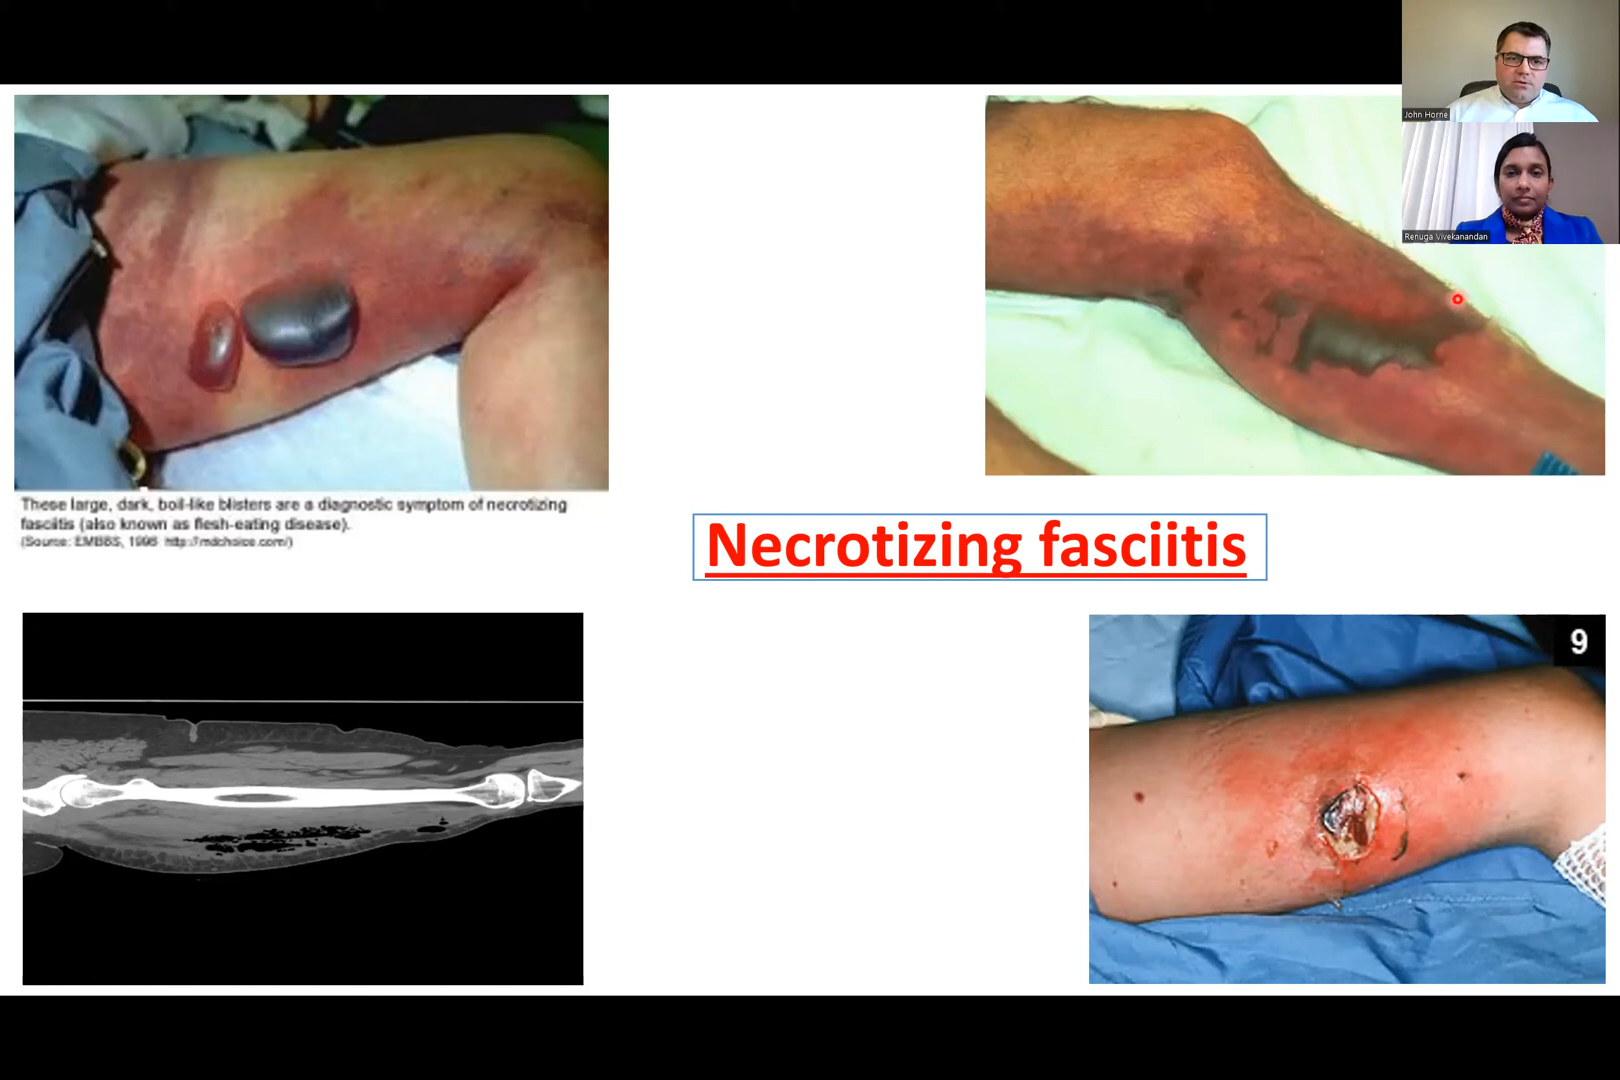 John Horne
Renuga Vivekanandan
These large, dark, boil-like blisters are a diagnostic symptom of necrotizing
fasciitis (also known as flesh-eating disease).
(Source: EMBBS, 1998 http://mdchoice.com/)
Necrotizing fasciitis
9